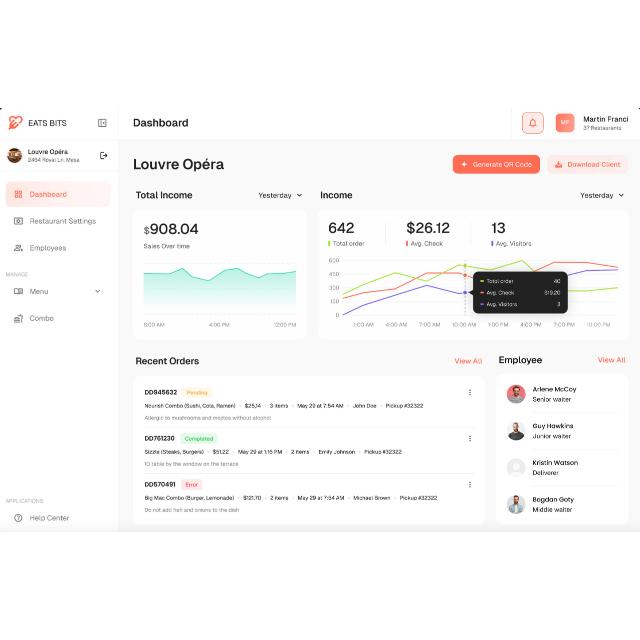 EATS BITS
Louvre Opéra
2464 Royal Ln. Mesa
Dashboard
Restaurant Settings
Employees
MANAGE
Menu
Combo
APPLICATIONS
Help Center
Dashboard
MF
Martin Franci
37 Restaurants
Louvre Opéra
Generate QR Code
Download Client
Total Income
Yesterday
$908.04
Sales Over time
8:00 AM 4:00 PM 12:00 PM
Income
Yesterday
642 $26.12 13
Total order Avg. Check Avg. Visitors
600
450
300
150
0
Total order 40
Avg. Check $19,20
Avg. Visitors 3
1:00 AM 4:00 AM 7:00 AM 10:00 AM 1:00 PM 4:00 PM 7:00 PM 10:00 PM
Recent Orders View All
DD945632 Pending
Nourish Combo (Sushi, Cola, Ramen) · $25,14 · 3 items · May 29 at 7:54 AM · John Doe · Pickup #32322
Allergic to mushrooms and mojitos without alcohol
DD761230 Completed
Sizzle (Steaks, Burgers) · $51.22 · May 29 at 1:15 PM · 2 items · Emily Johnson · Pickup #32322
10 table by the window on the terrace
DD570491 Error
Big Mac Combo (Burger, Lemonade) · $121.70 · 2 items · May 29 at 7:54 AM · Michael Brown · Pickup #32322
Do not add fish and onions to the dish
Employee View All
Arlene McCoy
Senior waiter
Guy Hawkins
Junior waiter
Kristin Watson
Deliverer
Bogdan Goty
Middle waiter